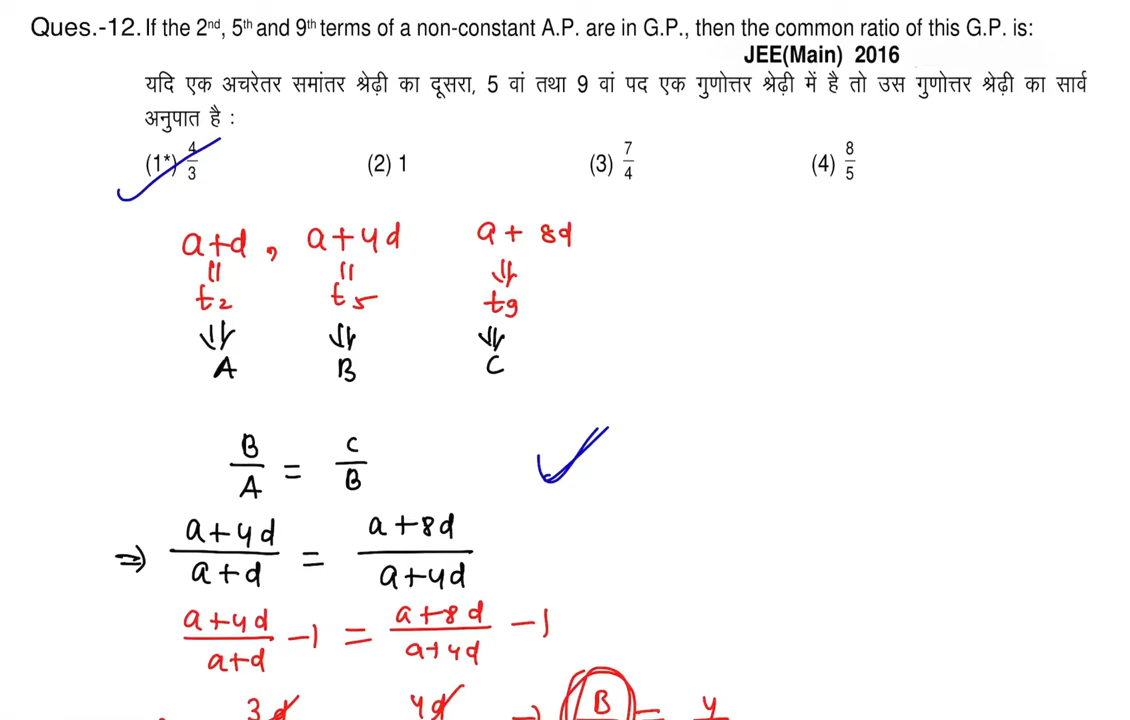 Ques.-12. If the 2nd, 5th and 9th terms of a non-constant A.P. are in G.P., then the common ratio of this G.P. is:
JEE(Main) 2016
यदि एक अचरेतर समांतर श्रेढ़ी का दूसरा, 5 वां तथा 9 वां पद एक गुणोत्तर श्रेढ़ी में है तो उस गुणोत्तर श्रेढ़ी का सार्व
अनुपात है :
(1*) 4/3 (2) 1 (3) 7/4 (4) 8/5
a+d, a+4d a+8d
= = ⇓
t2 t5 t9
⇓ ⇓ ⇓
A B C
B/A = C/B
⇒ (a+4d)/(a+d) = (a+8d)/(a+4d)
(a+4d)/(a+d) -1 = (a+8d)/(a+4d) -1
3d 4d ⇒ B = 4